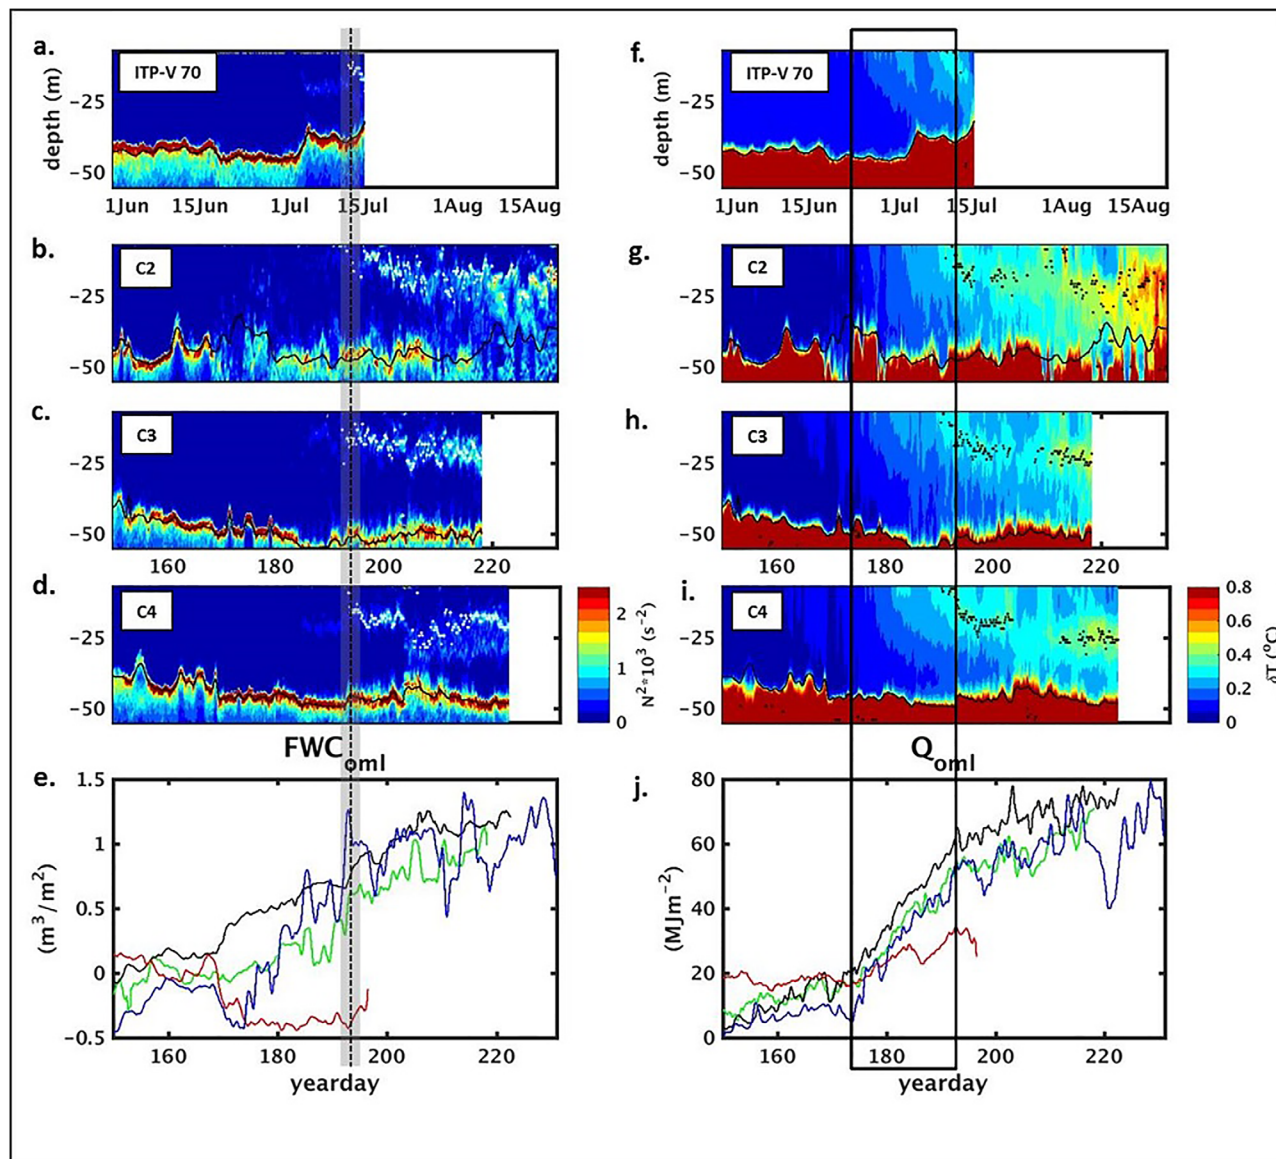 a.
ITP-V 70
depth (m)
−25
−50
1Jun 15Jun 1Jul 15Jul 1Aug 15Aug
b.
C2
−25
−50
c.
C3
−25
−50
160 180 200 220
d.
C4
−25
−50
2
1
0
N²*10³ (s⁻²)
FWC oml
e.
1.5
1
0.5
0
−0.5
(m³/m²)
160 180 200 220
yearday
f.
ITP-V 70
depth (m)
−25
−50
1Jun 15Jun 1Jul 15Jul 1Aug 15Aug
g.
C2
−25
−50
h.
C3
−25
−50
160 180 200 220
i.
C4
−25
−50
0.8
0.6
0.4
0.2
0
δT (°C)
Q oml
j.
80
60
40
20
0
(MJm⁻²)
160 180 200 220
yearday